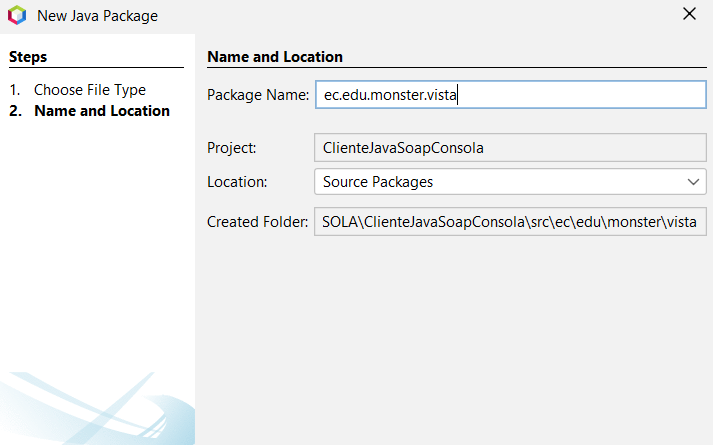 New Java Package
Steps
1. Choose File Type
2. Name and Location
Name and Location
Package Name: ec.edu.monster.vista
Project: ClienteJavaSoapConsola
Location: Source Packages
Created Folder: SOLA\ClienteJavaSoapConsola\src\ec\edu\monster\vista